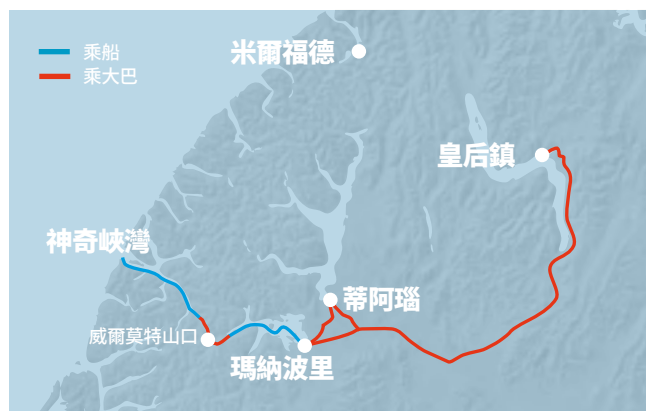 乘船
乘大巴
米爾福德
皇后鎮
神奇峽灣
蒂阿瑙
威爾莫特山口
瑪納波里